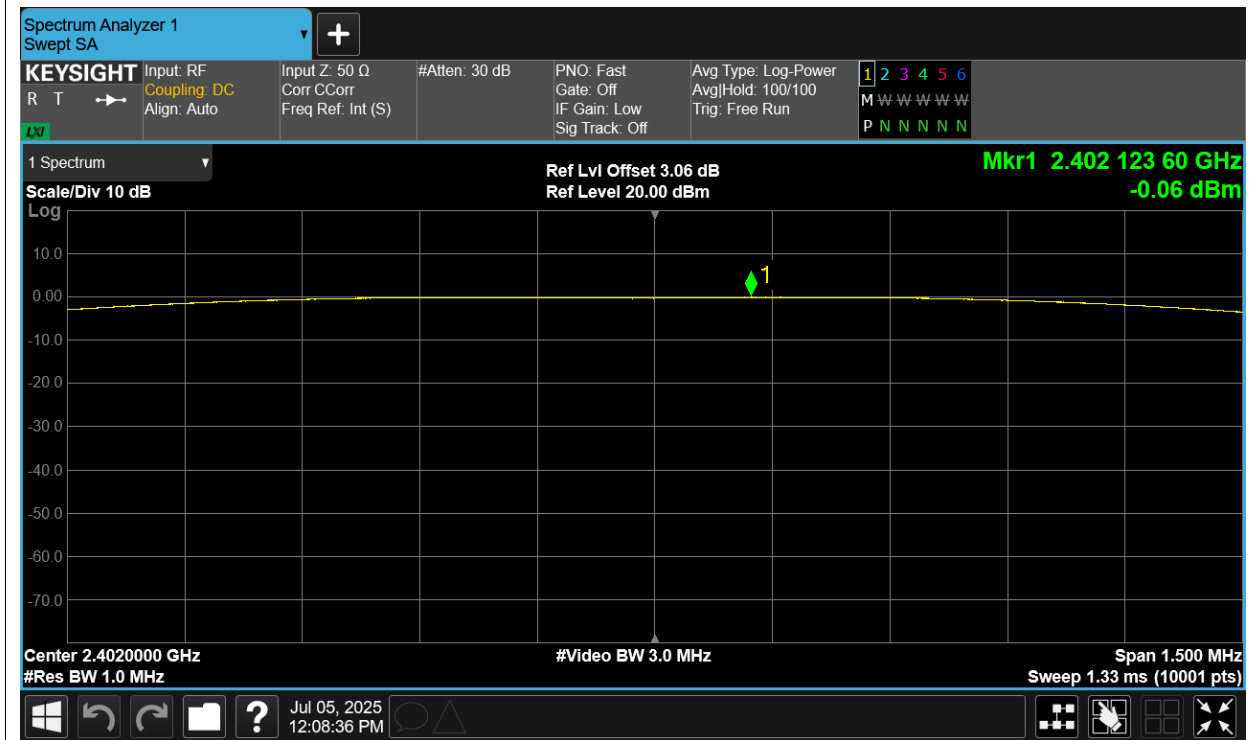 Spectrum Analyzer 1
Swept SA
KEYSIGHT
R T
LXI
Input: RF
Coupling: DC
Align: Auto
Input Z: 50 Ω
Corr CCorr
Freq Ref: Int (S)
#Atten: 30 dB
PNO: Fast
Gate: Off
IF Gain: Low
Sig Track: Off
Avg Type: Log-Power
Avg|Hold: 100/100
Trig: Free Run
1 2 3 4 5 6
M W W W W W
P N N N N N
1 Spectrum
Scale/Div 10 dB
Ref Lvl Offset 3.06 dB
Ref Level 20.00 dBm
Mkr1 2.402 123 60 GHz
-0.06 dBm
Log
10.0
1
0.00
-10.0
-20.0
-30.0
-40.0
-50.0
-60.0
-70.0
Center 2.4020000 GHz
#Video BW 3.0 MHz
Span 1.500 MHz
#Res BW 1.0 MHz
Sweep 1.33 ms (10001 pts)
?
Jul 05, 2025
12:08:36 PM